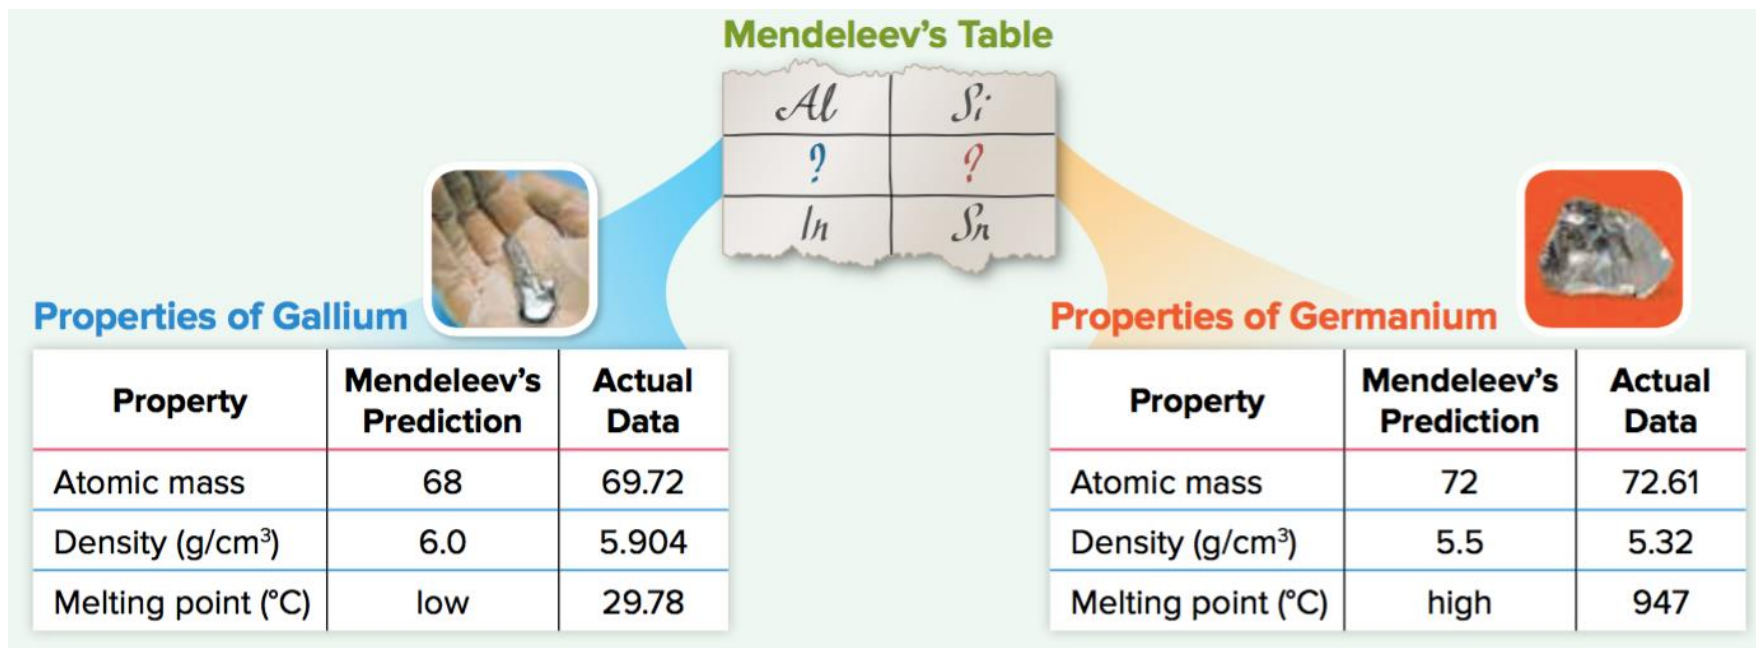 Mendeleev's Table
Al Si
? ?
In Sn
Properties of Gallium
Property Mendeleev's Prediction Actual Data
Atomic mass 68 69.72
Density (g/cm³) 6.0 5.904
Melting point (°C) low 29.78
Properties of Germanium
Property Mendeleev's Prediction Actual Data
Atomic mass 72 72.61
Density (g/cm³) 5.5 5.32
Melting point (°C) high 947